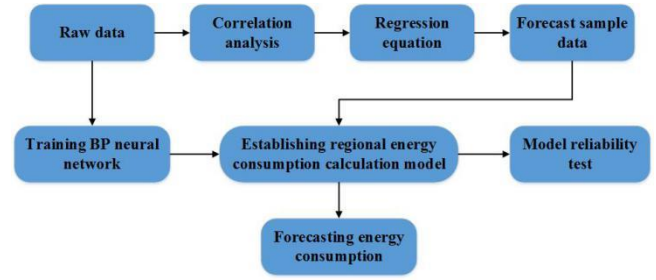 Raw data
Correlation
analysis
Regression
equation
Forecast sample
data
Training BP neural
network
Establishing regional energy
consumption calculation model
Model reliability
test
Forecasting energy
consumption